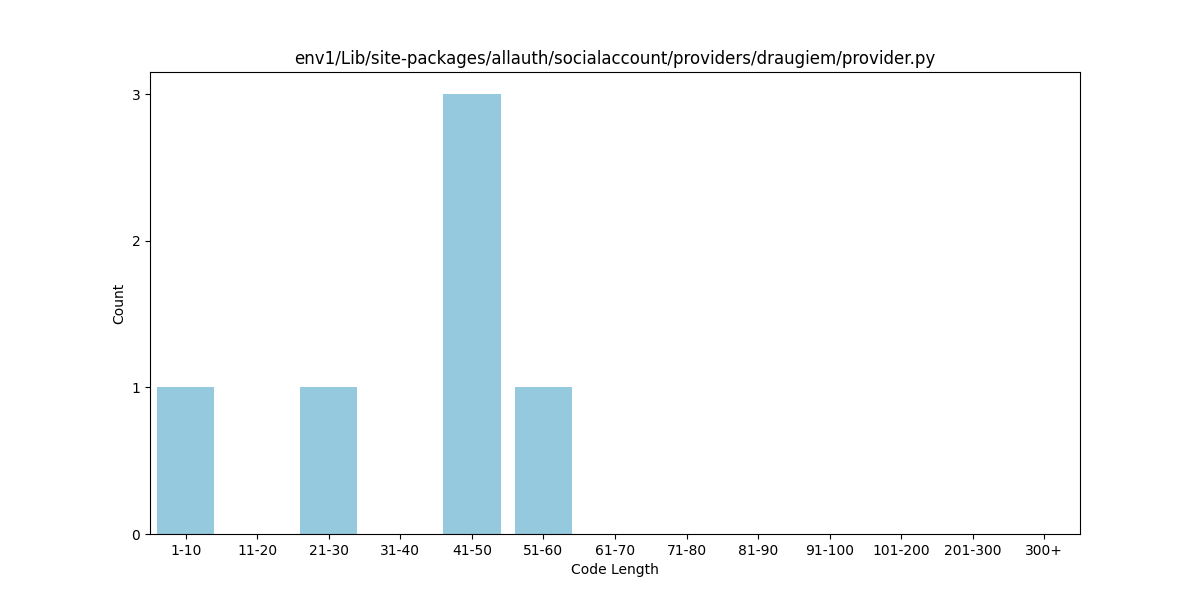 env1/Lib/site-packages/allauth/socialaccount/providers/draugiem/provider.py
3
2
1
0
Count
1-10 11-20 21-30 31-40 41-50 51-60 61-70 71-80 81-90 91-100 101-200 201-300 300+
Code Length